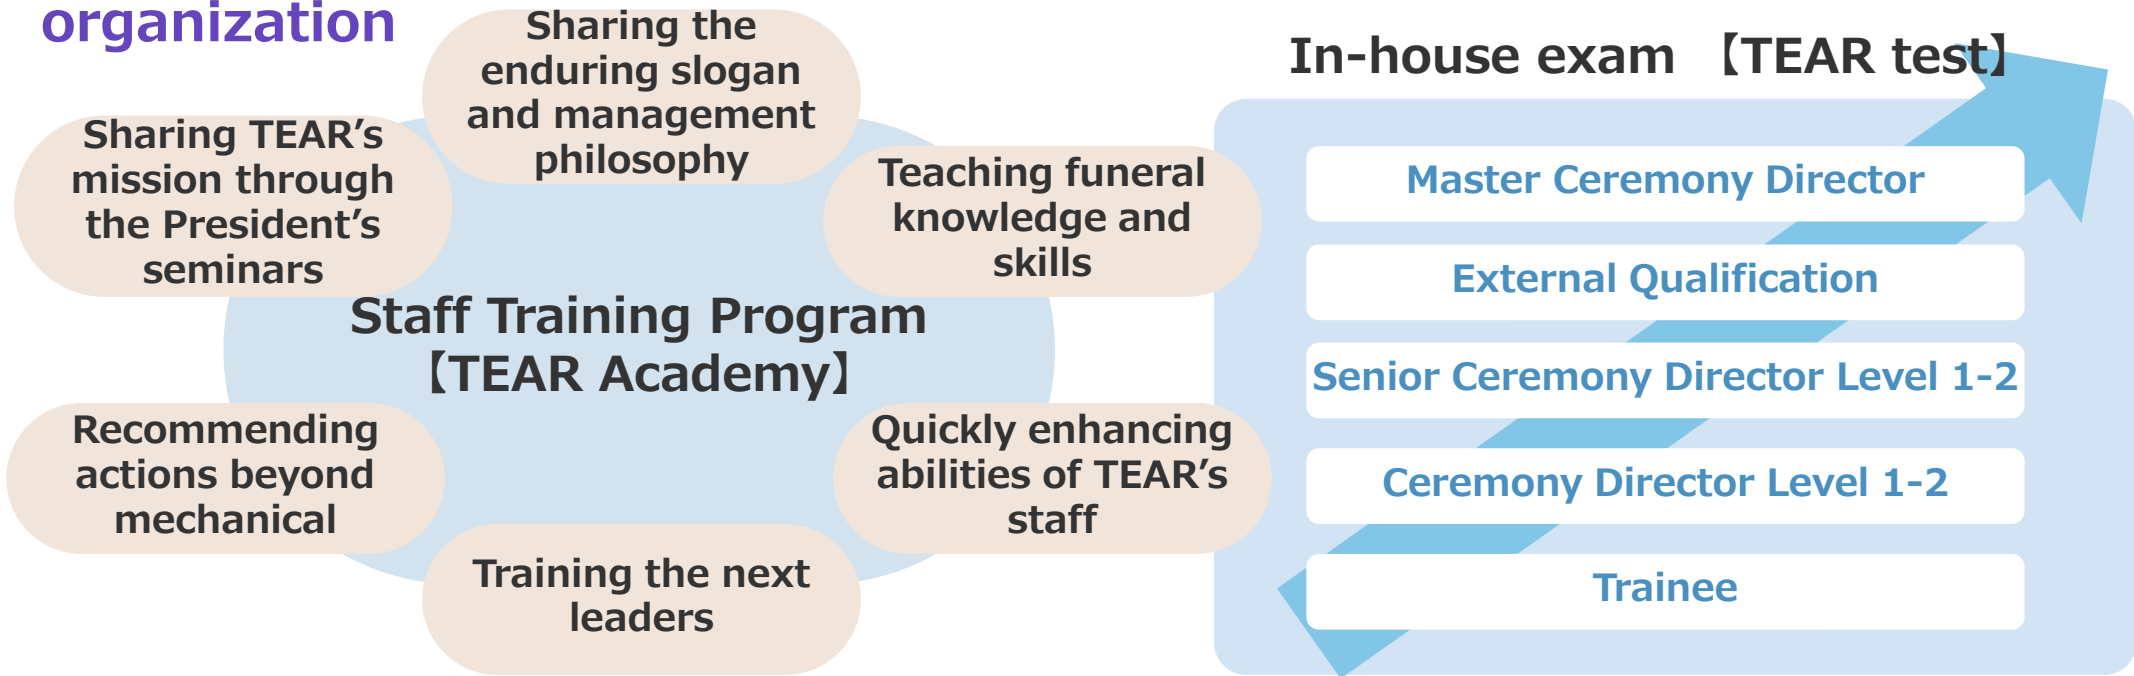 organization
Sharing the
enduring slogan
and management
philosophy
Sharing TEAR’s
mission through
the President’s
seminars
Teaching funeral
knowledge and
skills
Staff Training Program
【TEAR Academy】
Recommending
actions beyond
mechanical
Quickly enhancing
abilities of TEAR’s
staff
Training the next
leaders
In-house exam 【TEAR test】
Master Ceremony Director
External Qualification
Senior Ceremony Director Level 1-2
Ceremony Director Level 1-2
Trainee